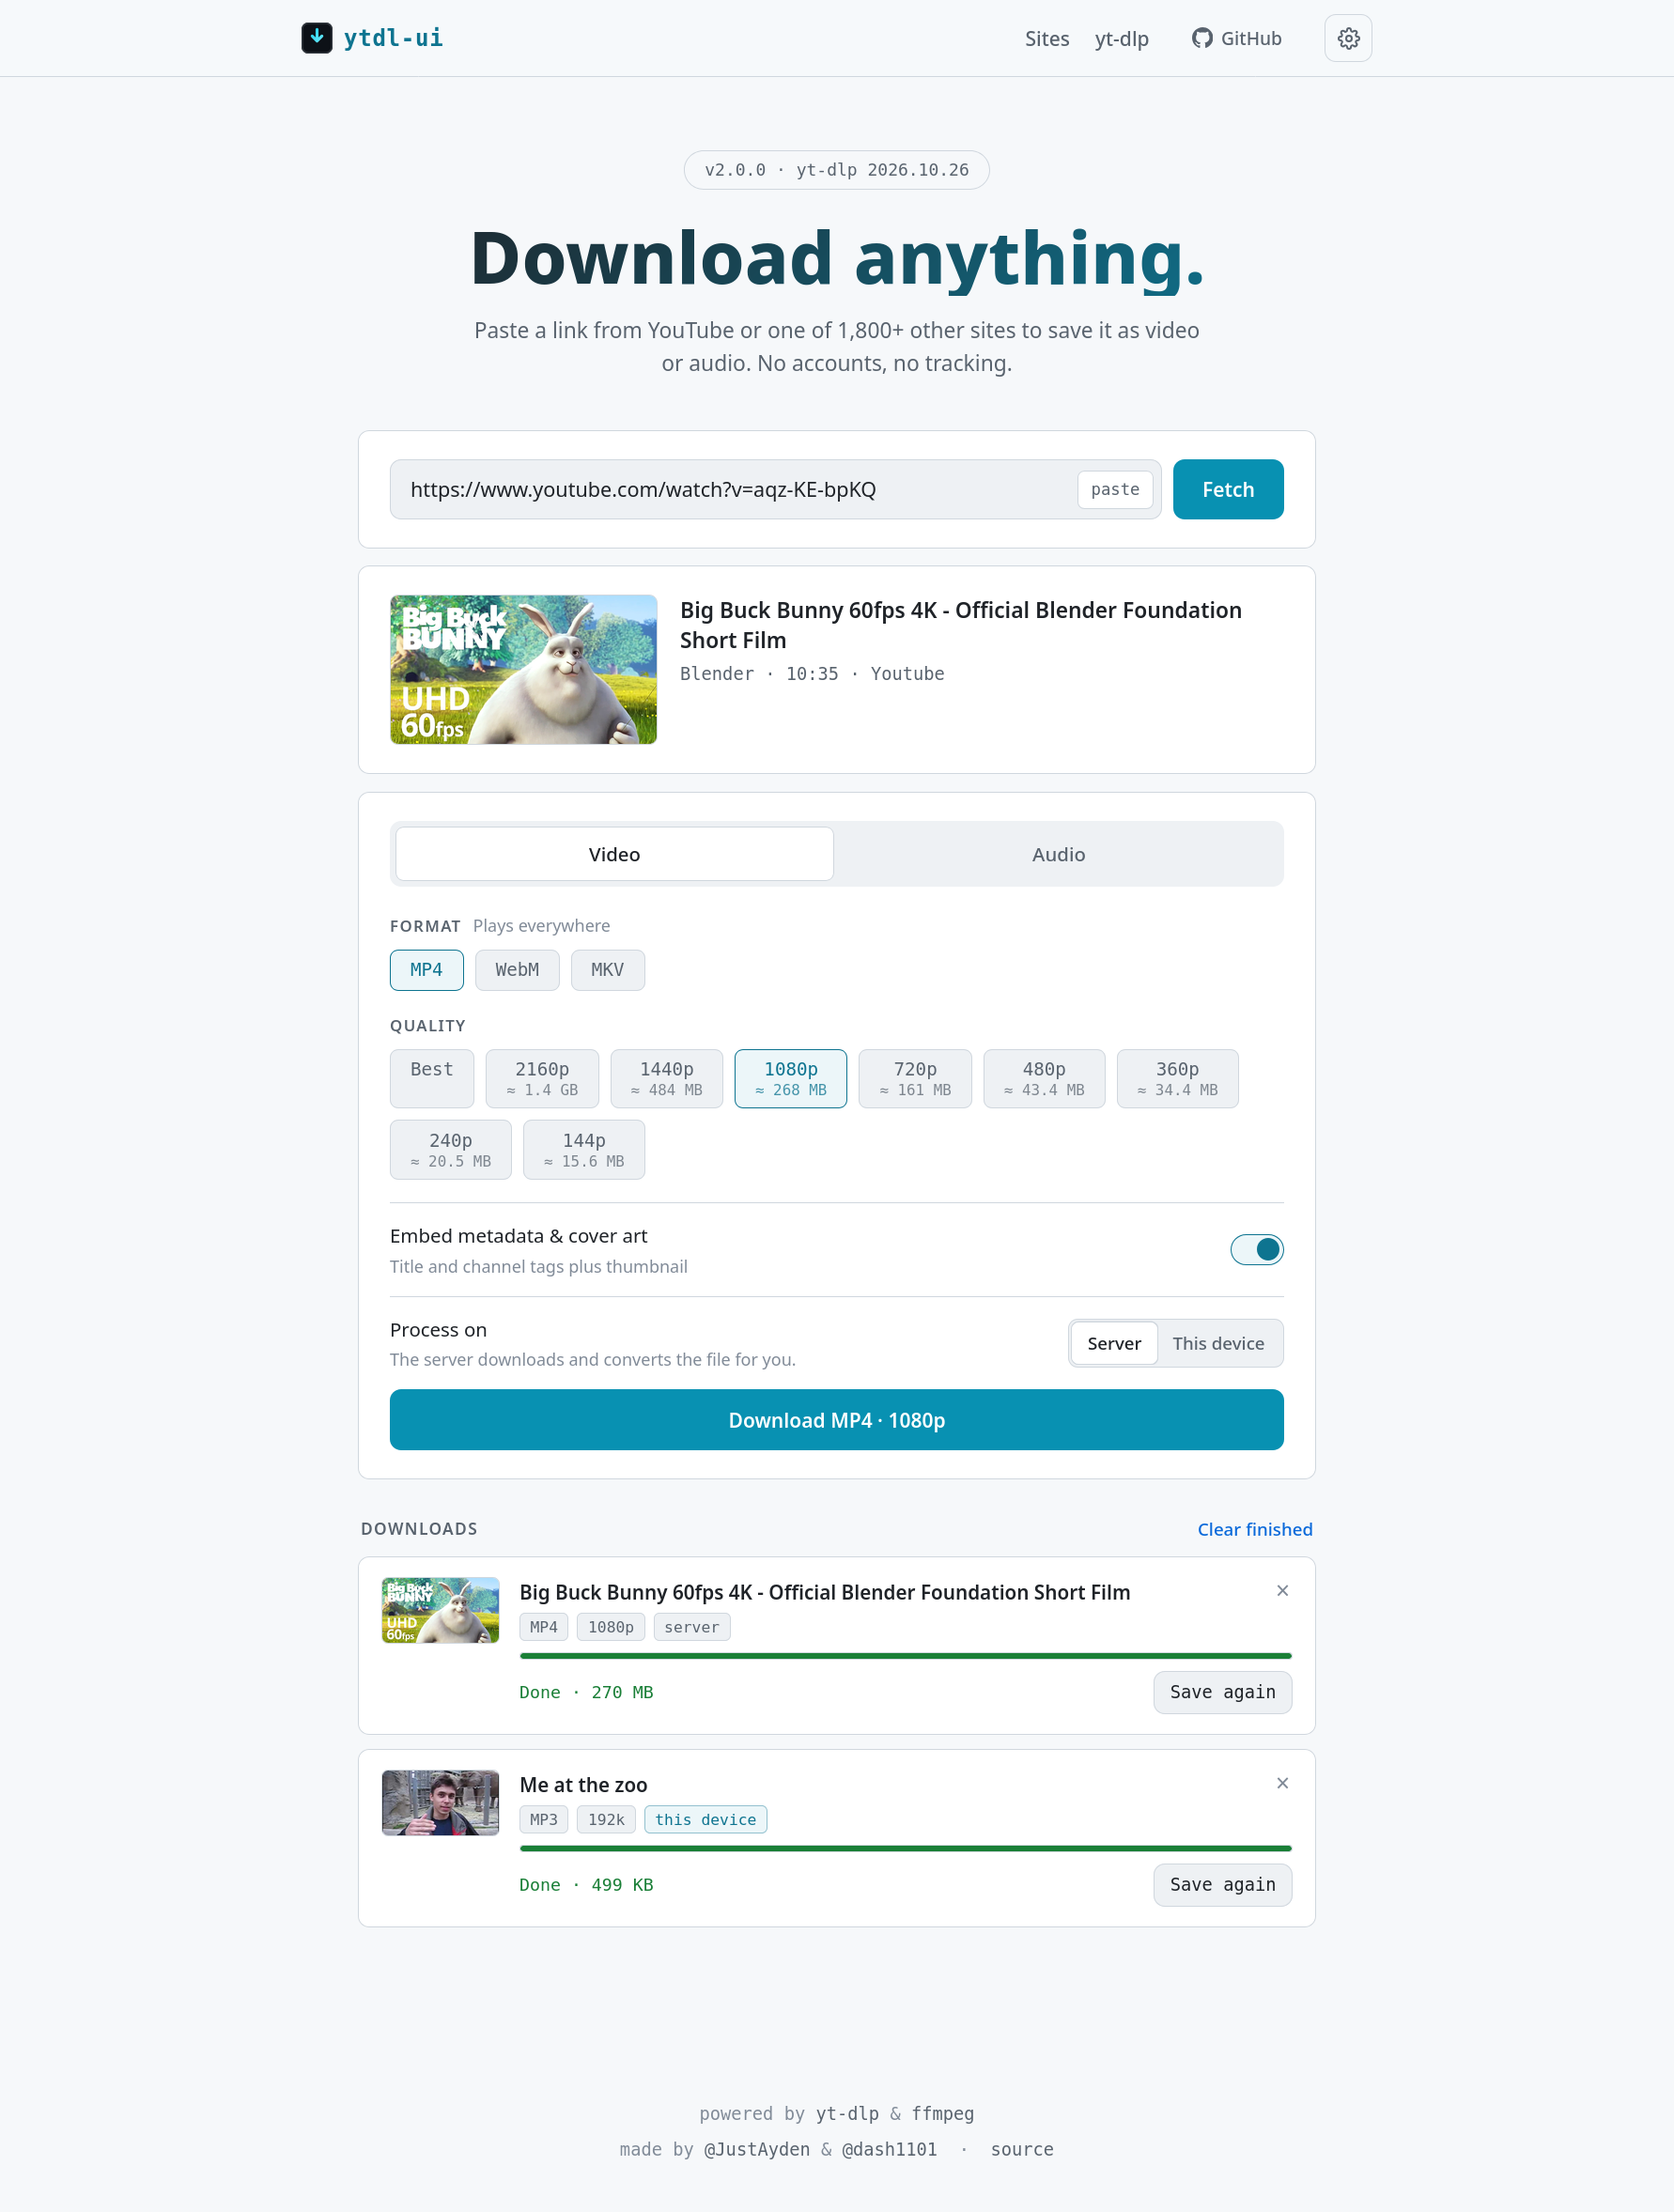 ytdl-ui
Sites yt-dlp GitHub
v2.0.0 · yt-dlp 2026.10.26
Download anything.
Paste a link from YouTube or one of 1,800+ other sites to save it as video
or audio. No accounts, no tracking.
https://www.youtube.com/watch?v=aqz-KE-bpKQ paste Fetch
Big Buck
BUNNY
UHD
60fps
Big Buck Bunny 60fps 4K - Official Blender Foundation
Short Film
Blender · 10:35 · Youtube
Video Audio
FORMAT Plays everywhere
MP4 WebM MKV
QUALITY
Best 2160p 1440p 1080p 720p 480p 360p
≈ 1.4 GB ≈ 484 MB ≈ 268 MB ≈ 161 MB ≈ 43.4 MB ≈ 34.4 MB
240p 144p
≈ 20.5 MB ≈ 15.6 MB
Embed metadata & cover art
Title and channel tags plus thumbnail
Process on
The server downloads and converts the file for you.
Server This device
Download MP4 · 1080p
DOWNLOADS Clear finished
Big Buck
BUNNY
UHD
60fps
Big Buck Bunny 60fps 4K - Official Blender Foundation Short Film
MP4 1080p server
Done · 270 MB Save again
Me at the zoo
MP3 192k this device
Done · 499 KB Save again
powered by yt-dlp & ffmpeg
made by @JustAyden & @dash1101 · source